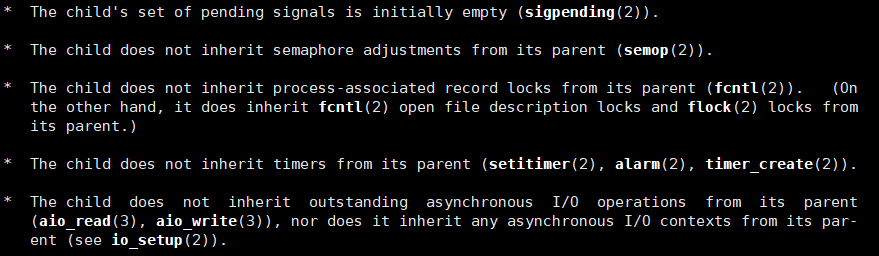 * The child's set of pending signals is initially empty (sigpending(2)).
* The child does not inherit semaphore adjustments from its parent (semop(2)).
* The child does not inherit process-associated record locks from its parent (fcntl(2)). (On
the other hand, it does inherit fcntl(2) open file description locks and flock(2) locks from
its parent.)
* The child does not inherit timers from its parent (setitimer(2), alarm(2), timer_create(2)).
* The child does not inherit outstanding asynchronous I/O operations from its parent
(aio_read(3), aio_write(3)), nor does it inherit any asynchronous I/O contexts from its par-
ent (see io_setup(2)).